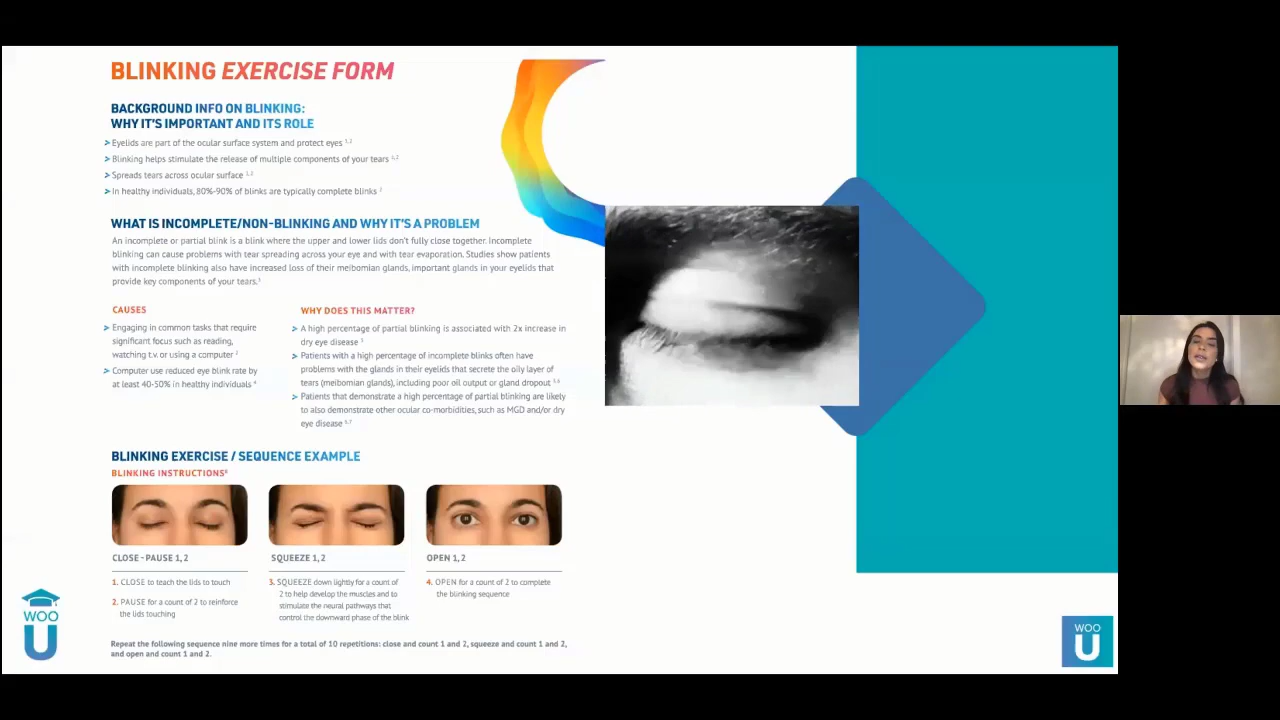 BLINKING EXERCISE FORM
BACKGROUND INFO ON BLINKING:
WHY IT'S IMPORTANT AND ITS ROLE
Eyelids are part of the ocular surface system and protect eyes 1,2
Blinking helps stimulate the release of multiple components of your tears 1,2
Spreads tears across ocular surface 1,2
In healthy individuals, 80%-90% of blinks are typically complete blinks 2
WHAT IS INCOMPLETE/NON-BLINKING AND WHY IT'S A PROBLEM
An incomplete or partial blink is a blink where the upper and lower lids don't fully close together. Incomplete
blinking can cause problems with tear spreading across your eye and with tear evaporation. Studies show patients
with incomplete blinking also have increased loss of their meibomian glands, important glands in your eyelids that
provide key components of your tears.
CAUSES
Engaging in common tasks that require
significant focus such as reading,
watching t.v. or using a computer 2
Computer use reduced eye blink rate by
at least 40-50% in healthy individuals 4
WHY DOES THIS MATTER?
A high percentage of partial blinking is associated with 2x increase in
dry eye disease
Patients with a high percentage of incomplete blinks often have
problems with the glands in their eyelids that secrete the oily layer of
tears (meibomian glands), including poor oil output or gland dropout 5,6
Patients that demonstrate a high percentage of partial blinking are likely
to also demonstrate other ocular co-morbidities, such as MGD and/or dry
eye disease 5,7
BLINKING EXERCISE / SEQUENCE EXAMPLE
BLINKING INSTRUCTIONS
CLOSE - PAUSE 1, 2
1. CLOSE to teach the lids to touch
2. PAUSE for a count of 2 to reinforce
the lids touching
SQUEEZE 1, 2
3. SQUEEZE down lightly for a count of
2 to help develop the muscles and to
stimulate the neural pathways that
control the downward phase of the blink
OPEN 1, 2
4. OPEN for a count of 2 to complete
the blinking sequence
Repeat the following sequence nine more times for a total of 10 repetitions: close and count 1 and 2, squeeze and count 1 and 2,
and open and count 1 and 2.
WOO
U
WOO
U